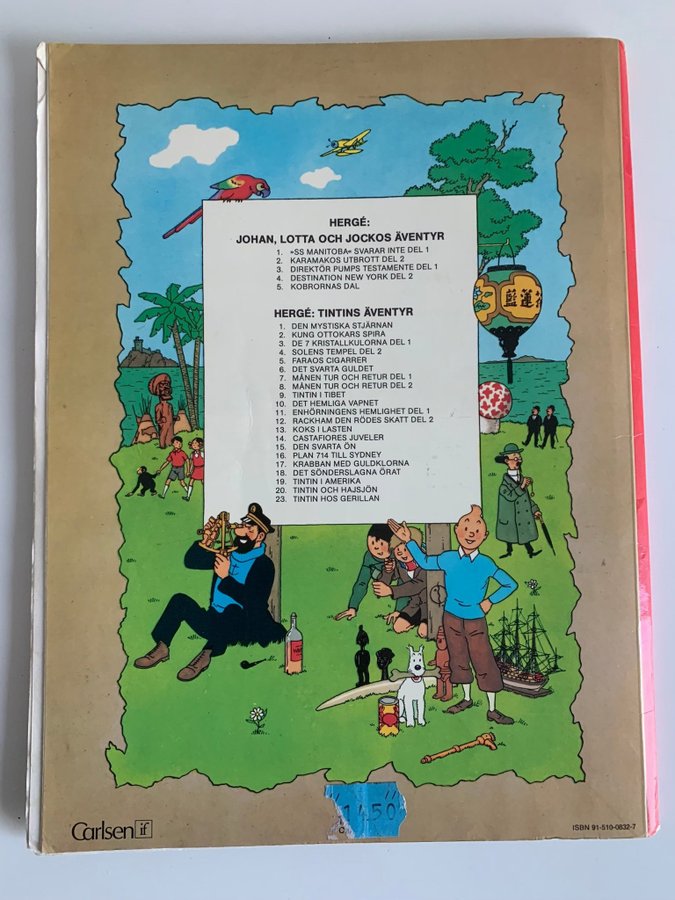 HERGÉ:
JOHAN, LOTTA OCH JOCKOS ÄVENTYR
1. »SS MANITOBA« SVARAR INTE DEL 1
2. KARAMAKOS UTBROTT DEL 2
3. DIREKTÖR PUMPS TESTAMENTE DEL 1
4. DESTINATION NEW YORK DEL 2
5. KOBRORNAS DAL
HERGÉ: TINTINS ÄVENTYR
1. DEN MYSTISKA STJÄRNAN
2. KUNG OTTOKARS SPIRA
3. DE 7 KRISTALLKULORNA DEL 1
4. SOLENS TEMPEL DEL 2
5. FARAOS CIGARRER
6. DET SVARTA GULDET
7. MÅNEN TUR OCH RETUR DEL 1
8. MÅNEN TUR OCH RETUR DEL 2
9. TINTIN I TIBET
10. DET HEMLIGA VAPNET
11. ENHÖRNINGENS HEMLIGHET DEL 1
12. RACKHAM DEN RÖDES SKATT DEL 2
13. KOKS I LASTEN
14. CASTAFIORES JUVELER
15. DEN SVARTA ÖN
16. PLAN 714 TILL SYDNEY
17. KRABBAN MED GULDKLORNA
18. DET SÖNDERSLAGNA ÖRAT
19. TINTIN I AMERIKA
20. TINTIN OCH HAJSJÖN
23. TINTIN HOS GERILLAN
藍蓮
1450
Carlsen if
ISBN 91-510-0832-7